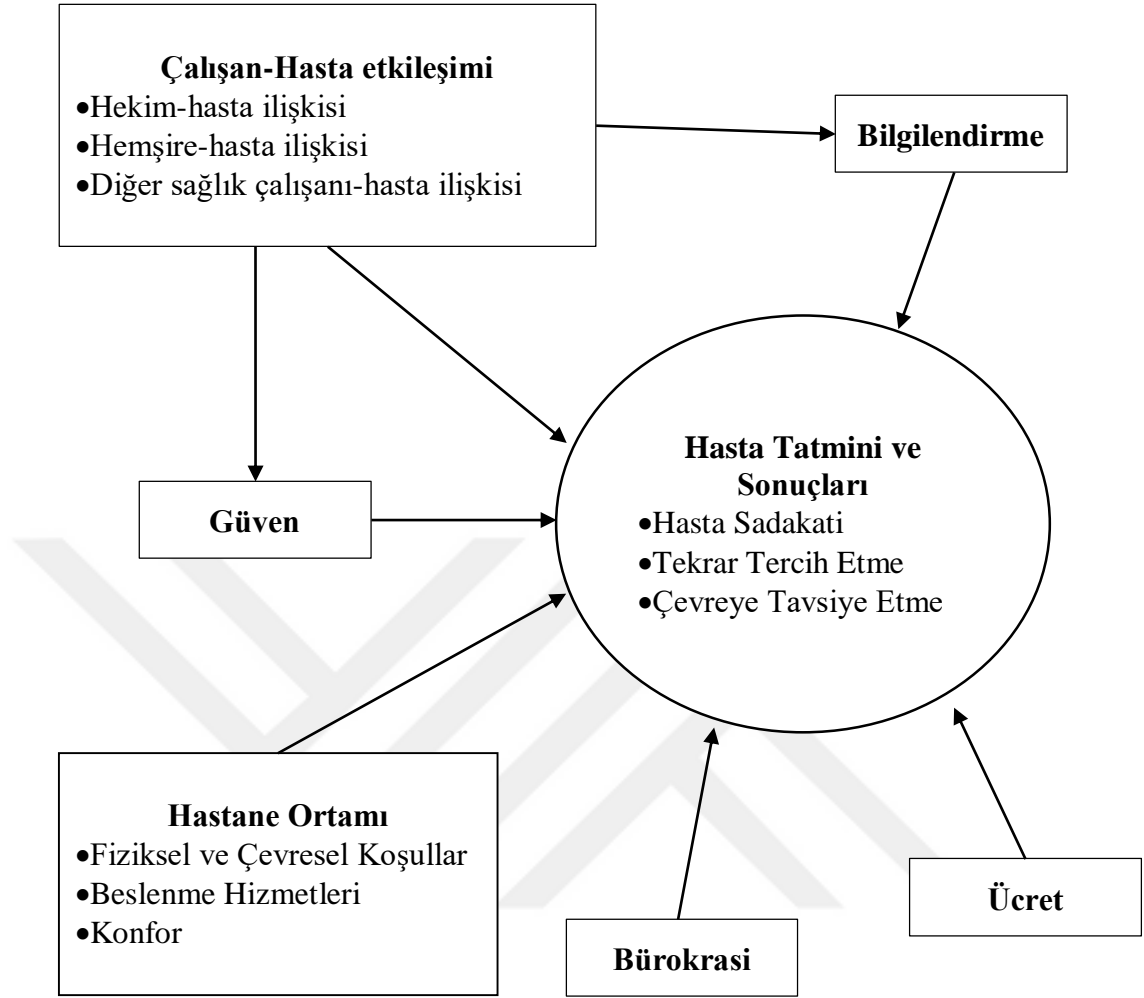 Çalışan-Hasta etkileşimi
•Hekim-hasta ilişkisi
•Hemşire-hasta ilişkisi
•Diğer sağlık çalışanı-hasta ilişkisi
Bilgilendirme
Hasta Tatmini ve
Sonuçları
•Hasta Sadakati
•Tekrar Tercih Etme
•Çevreye Tavsiye Etme
Güven
Hastane Ortamı
•Fiziksel ve Çevresel Koşullar
•Beslenme Hizmetleri
•Konfor
Bürokrasi
Ücret